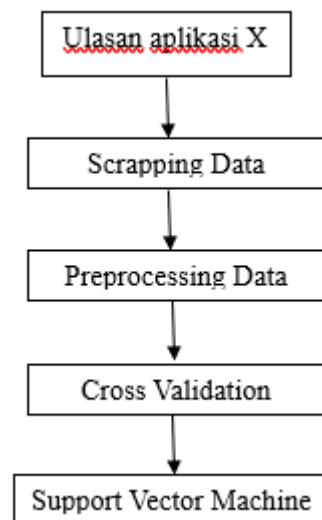 Ulasan aplikasi X
Scrapping Data
Preprocessing Data
Cross Validation
Support Vector Machine